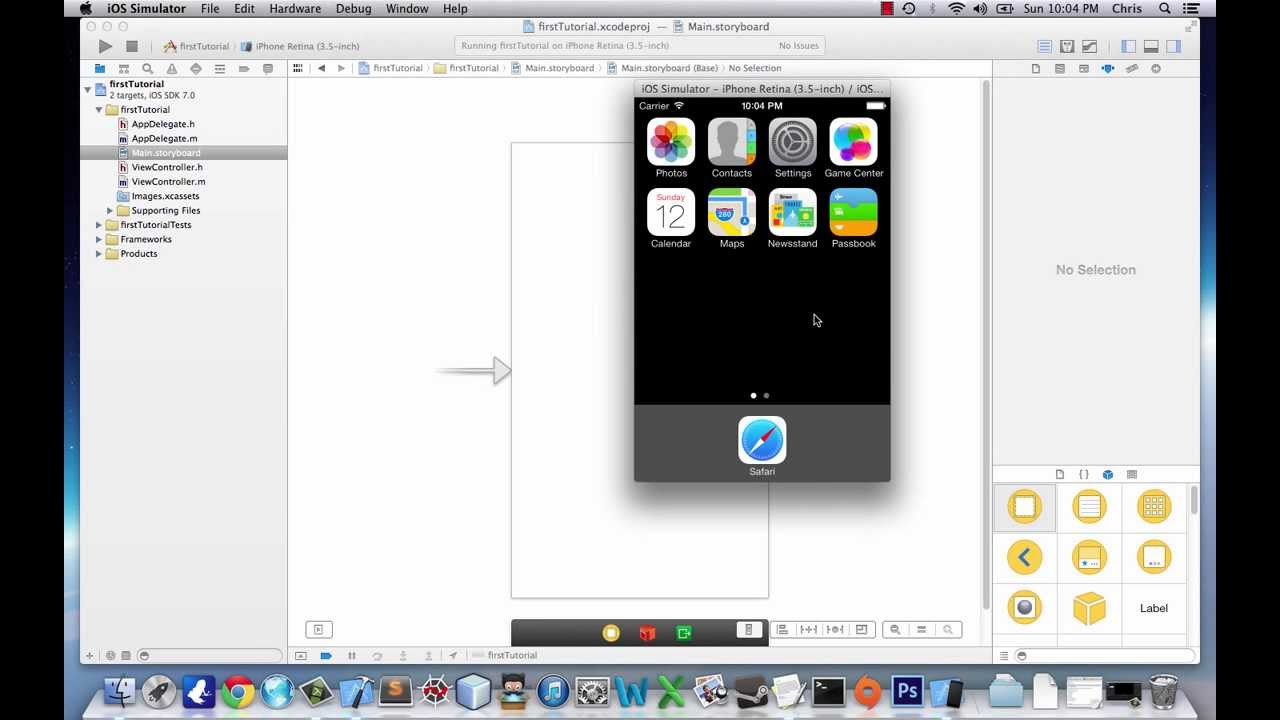 iOS Simulator File Edit Hardware Debug Window Help Sun 10:04 PM Chris
firstTutorial.xcodeproj — Main.storyboard
firstTutorial iPhone Retina (3.5-inch) Running firstTutorial on iPhone Retina (3.5-inch) No Issues
firstTutorial firstTutorial Main.storyboard Main.storyboard (Base) No Selection
firstTutorial
2 targets, iOS SDK 7.0
firstTutorial
AppDelegate.h
AppDelegate.m
Main.storyboard
ViewController.h
ViewController.m
Images.xcassets
Supporting Files
firstTutorialTests
Frameworks
Products
iOS Simulator – iPhone Retina (3.5-inch) / iOS...
Carrier 10:04 PM
Photos Contacts Settings Game Center
Sunday
12
280
Calendar Maps Newsstand Passbook
Safari
No Selection
Label
firstTutorial
Ps